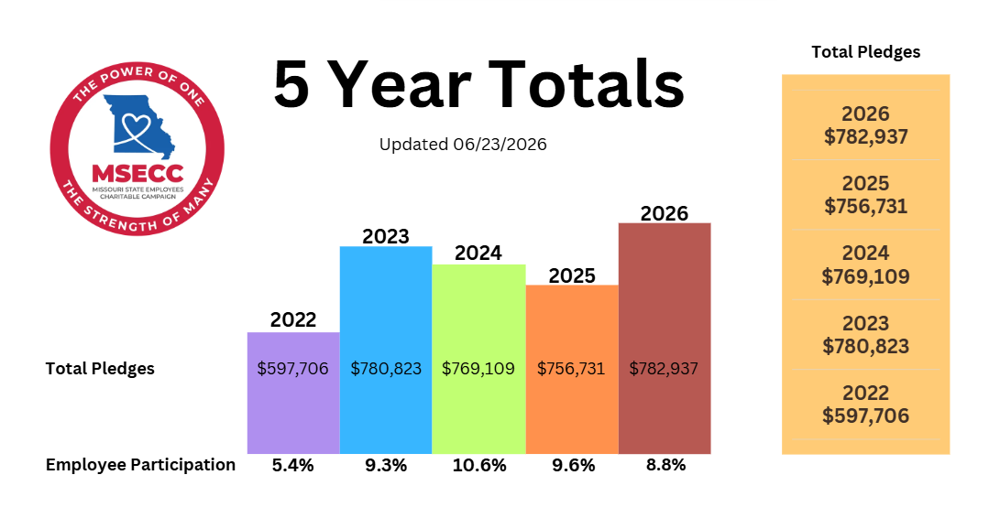 THE POWER OF ONE
MSECC
MISSOURI STATE EMPLOYEES
CHARITABLE CAMPAIGN
THE STRENGTH OF MANY
5 Year Totals
Updated 06/23/2026
2022
2023
2024
2025
2026
Total Pledges
$597,706
$780,823
$769,109
$756,731
$782,937
Employee Participation
5.4%
9.3%
10.6%
9.6%
8.8%
Total Pledges
2026
$782,937
2025
$756,731
2024
$769,109
2023
$780,823
2022
$597,706